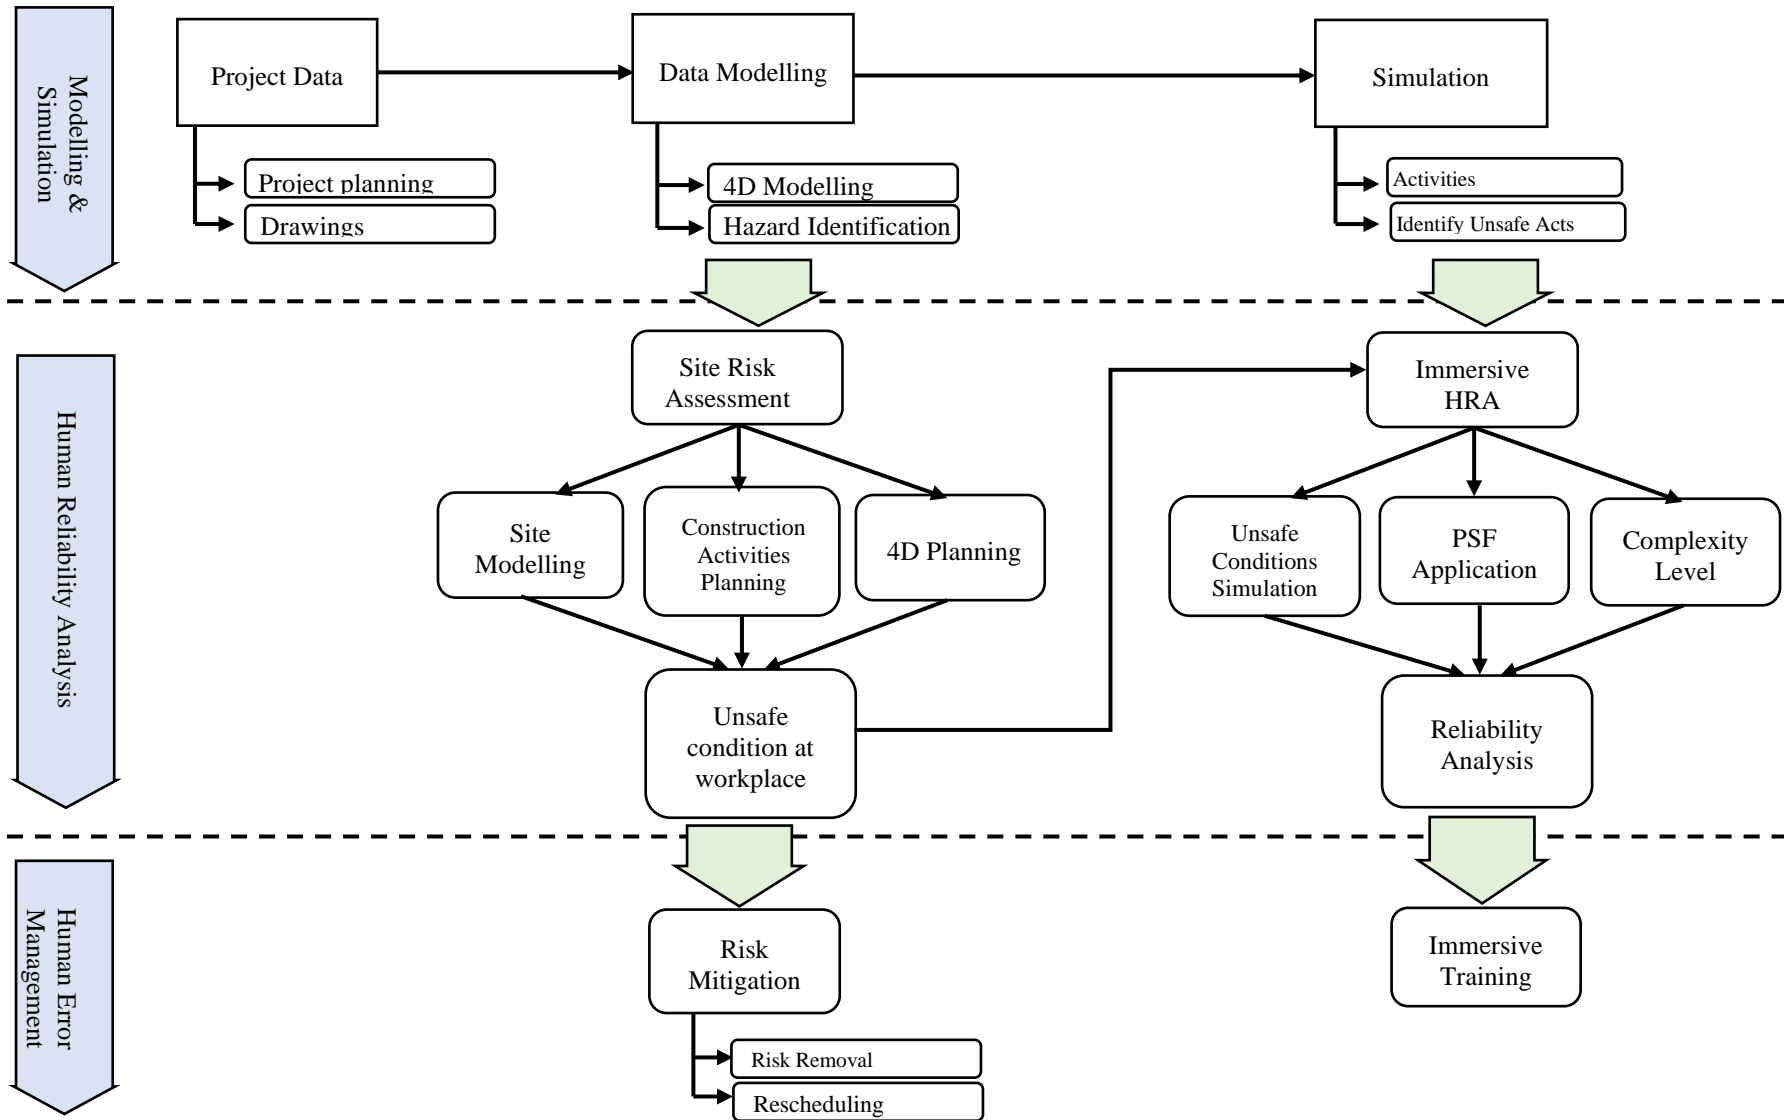 Modelling &
Simulation
Project Data
Data Modelling
Simulation
Project planning
Drawings
4D Modelling
Hazard Identification
Activities
Identify Unsafe Acts
Human Reliability Analysis
Site Risk
Assessment
Immersive
HRA
Site
Modelling
Construction
Activities
Planning
4D Planning
Unsafe
Conditions
Simulation
PSF
Application
Complexity
Level
Unsafe
condition at
workplace
Reliability
Analysis
Human Error
Management
Risk
Mitigation
Immersive
Training
Risk Removal
Rescheduling